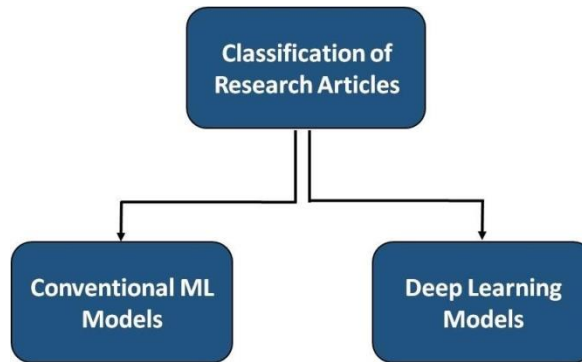 Classification of
Research Articles
Conventional ML
Models
Deep Learning
Models